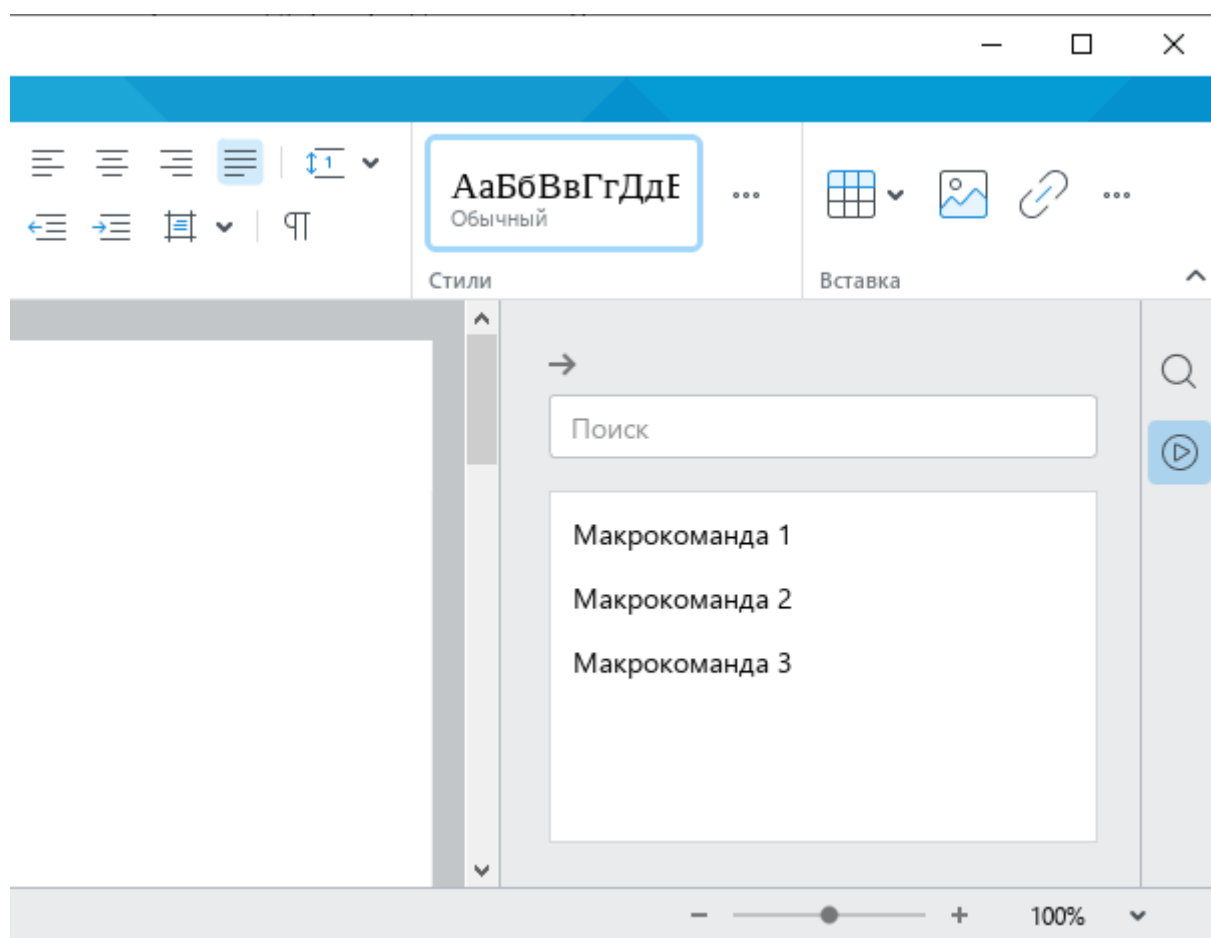 АаБбВвГгДдЕ
Обычный
Стили
Вставка
Поиск
Макрокоманда 1
Макрокоманда 2
Макрокоманда 3
100%